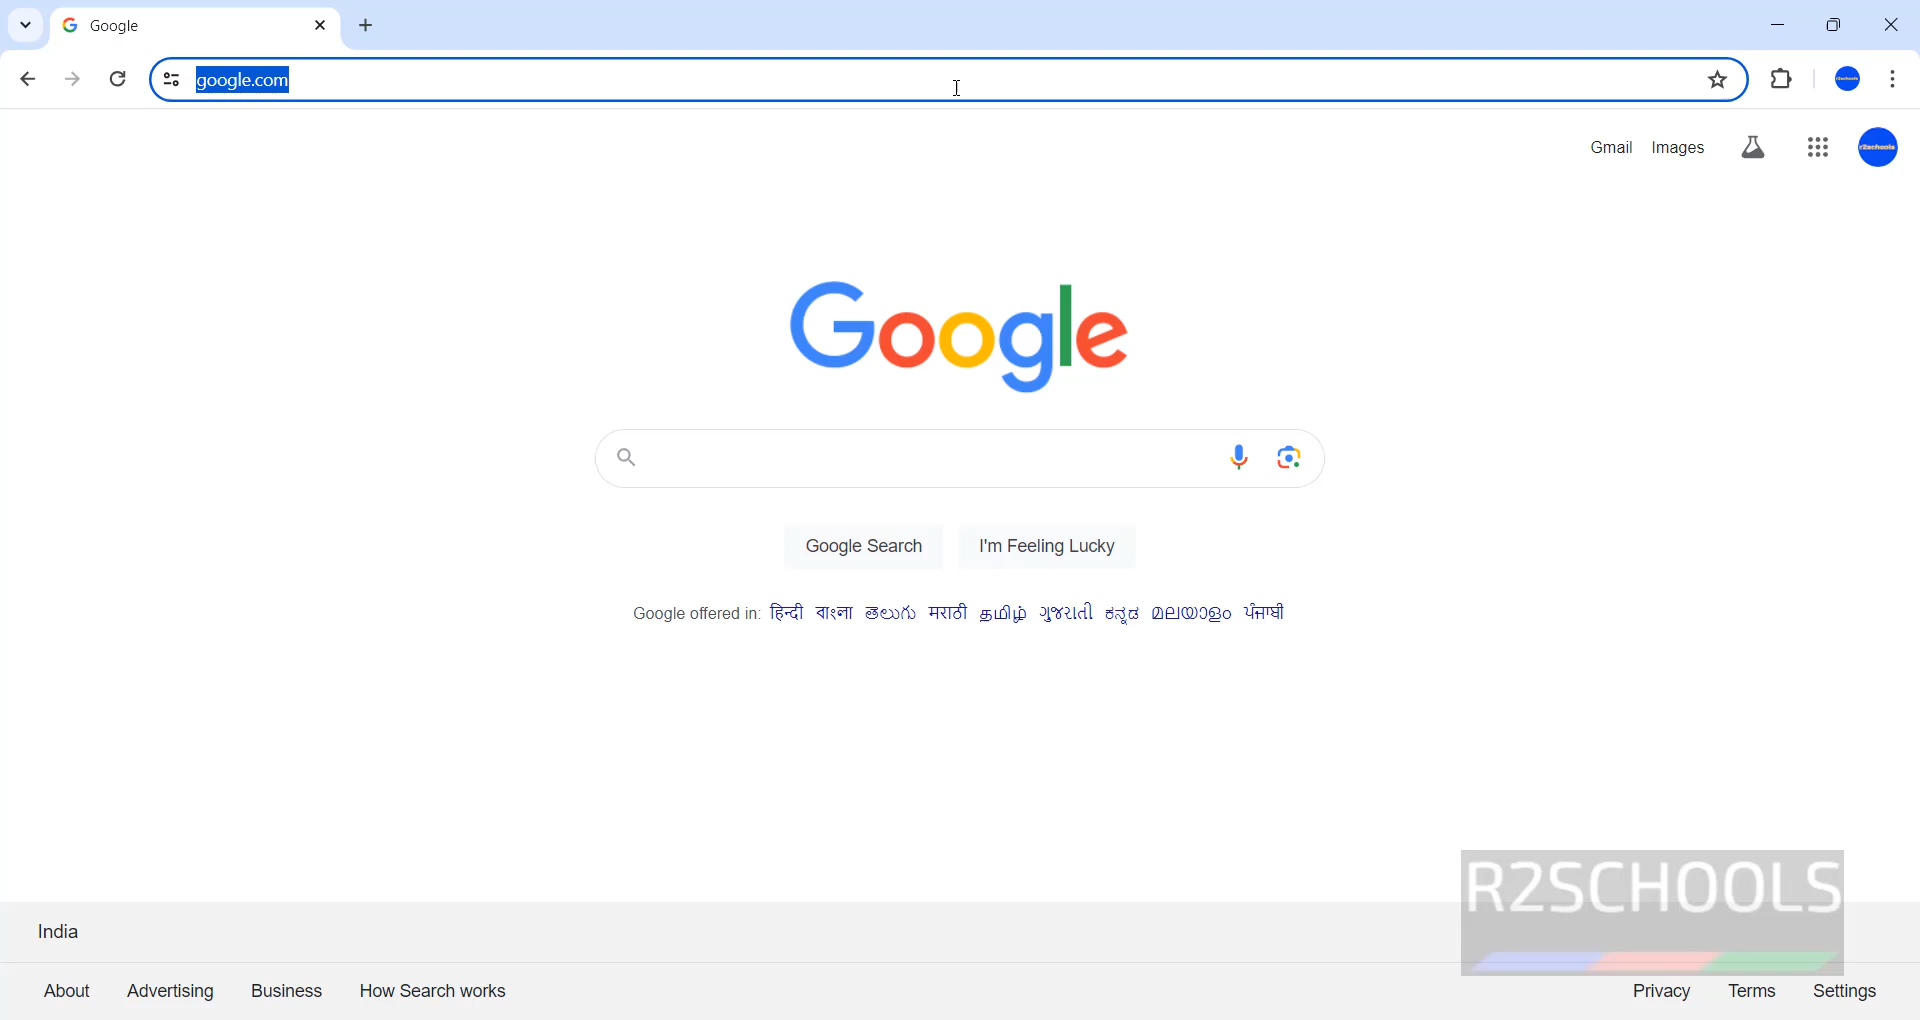 Google
google.com
Gmail Images
r2schools
Google
Google Search I'm Feeling Lucky
Google offered in: हिन्दी বাংলা తెలుగు मराठी தமிழ் ગુજરાતી ಕನ್ನಡ മലയാളം ਪੰਜਾਬੀ
R2SCHOOLS
India
About Advertising Business How Search works Privacy Terms Settings